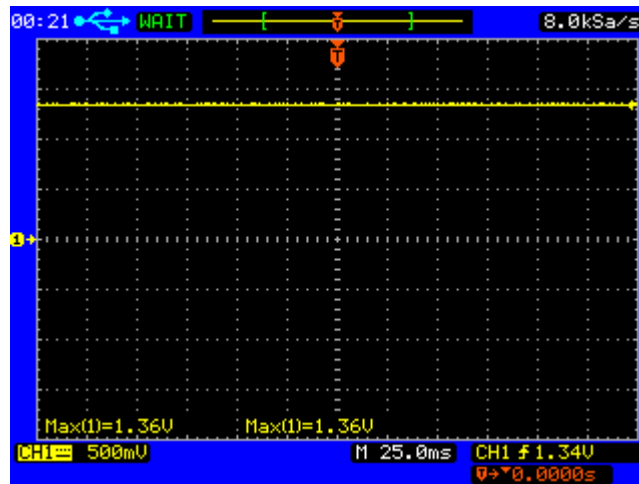 00:21 WAIT T 8.0kSa/s
T
1
Max(1)=1.36V Max(1)=1.36V
CH1 500mV M 25.0ms CH1 1.34V
T 0.0000s